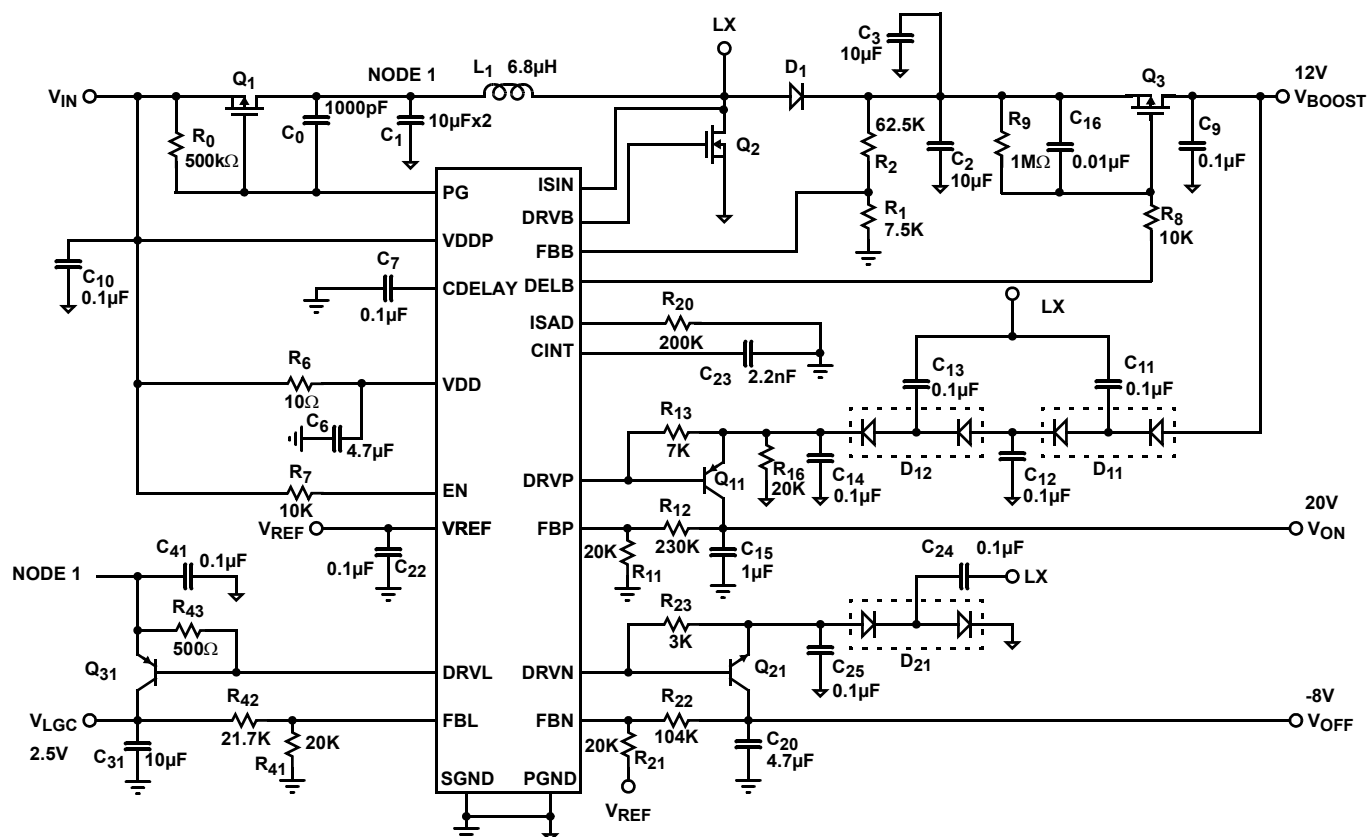 LX
C3
10µF
NODE 1
L1 6.8µH
D1
Q1
Q3
12V
VIN
VBOOST
1000pF
C0
C1
10µFx2
R0
500kΩ
Q2
62.5K
R2
C2
10µF
R9
1MΩ
C16
0.01µF
C9
0.1µF
PG
ISIN
DRVB
R1
7.5K
R8
10K
VDDP
FBB
C10
0.1µF
C7
0.1µF
CDELAY
DELB
LX
ISAD
R20
200K
CINT
C23
2.2nF
R6
10Ω
VDD
C13
0.1µF
C11
0.1µF
C6
4.7µF
R13
7K
R7
10K
EN
DRVP
Q11
R16
20K
C14
0.1µF
D12
C12
0.1µF
D11
VREF
VREF
FBP
R12
230K
20V
VON
C41
0.1µF
0.1µF
C22
20K
R11
C15
1µF
C24
0.1µF
LX
NODE 1
R43
500Ω
R23
3K
Q31
DRVL
DRVN
Q21
C25
0.1µF
D21
R42
21.7K
FBL
FBN
R22
104K
-8V
VOFF
VLGC
2.5V
C31
10µF
20K
R41
20K
R21
C20
4.7µF
SGND
PGND
VREF